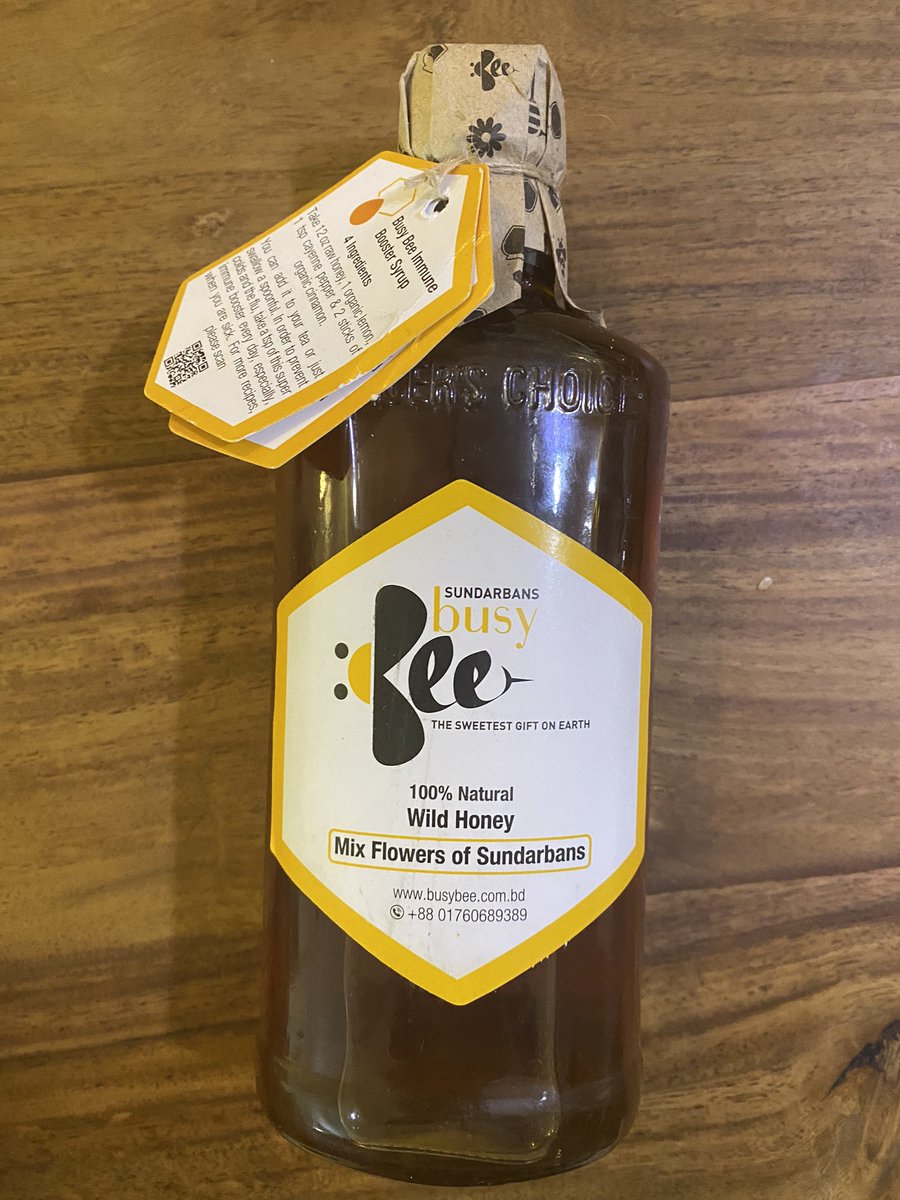 Bee
Busy Bee Immune
Booster Syrup
4 Ingredients
Take 12 oz raw honey, 1 organic lemon,
1 tsp cayenne pepper & 2 sticks of
organic cinnamon.
You can add it to your tea or just
swallow a spoonful. In order to prevent
colds and the flu, take a tsp of this super
immune booster every day, especially,
when you are sick. For more recipes,
please scan
CHOICE
SUNDARBANS
busy
Bee
THE SWEETEST GIFT ON EARTH
100% Natural
Wild Honey
Mix Flowers of Sundarbans
www.busybee.com.bd
+88 01760689389